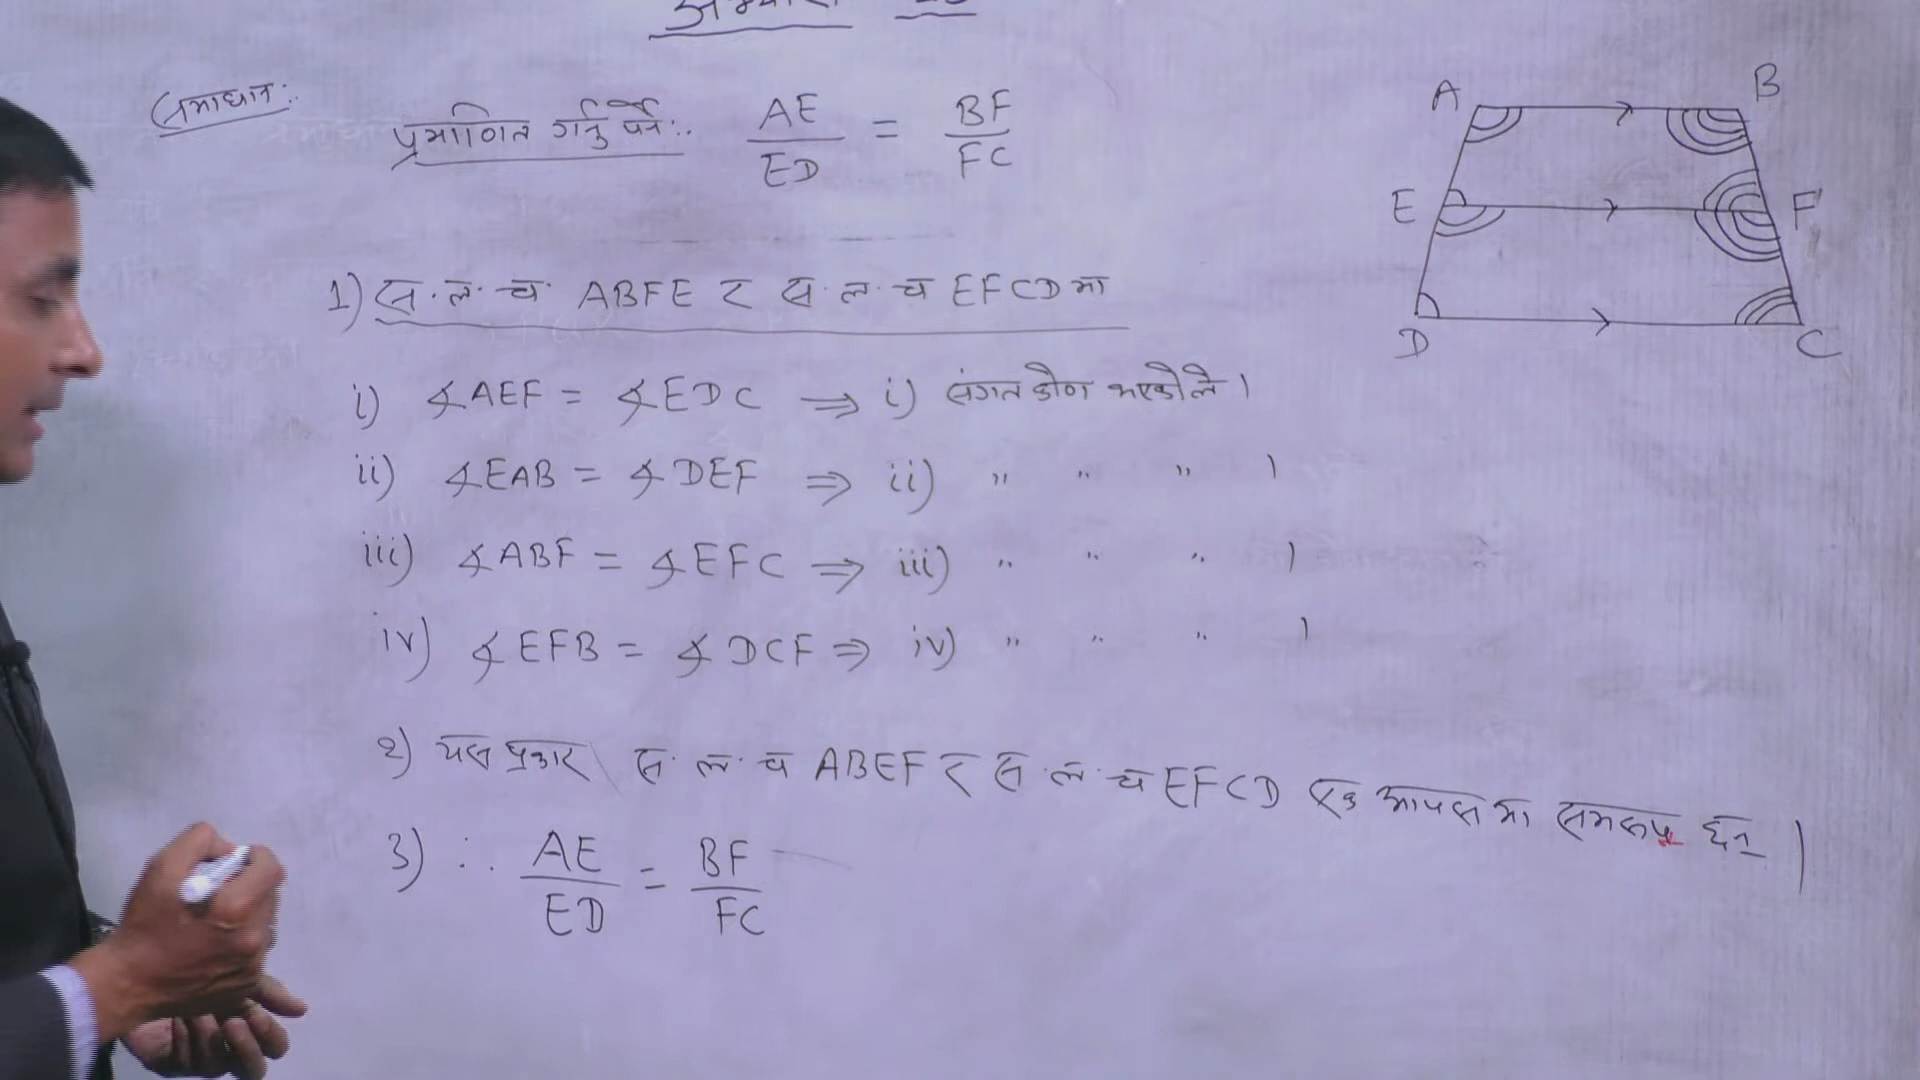 समाधान:
प्रमाणित गर्नु पर्ने:. AE/ED = BF/FC
A B
E F
D C
1) स. ल. च. ABFE र स. ल. च EFCD मा
i) ∡AEF = ∡EDC ⇒ i) संगत कोण भएकोले ।
ii) ∡EAB = ∡DEF ⇒ ii) " " " ।
iii) ∡ABF = ∡EFC ⇒ iii) " " " ।
iv) ∡EFB = ∡DCF ⇒ iv) " " " ।
२) यस प्रकार स. ल. च ABEF र स. ल. च EFCD एक आपसमा समरूप छन् ।
3) ∴ AE/ED = BF/FC